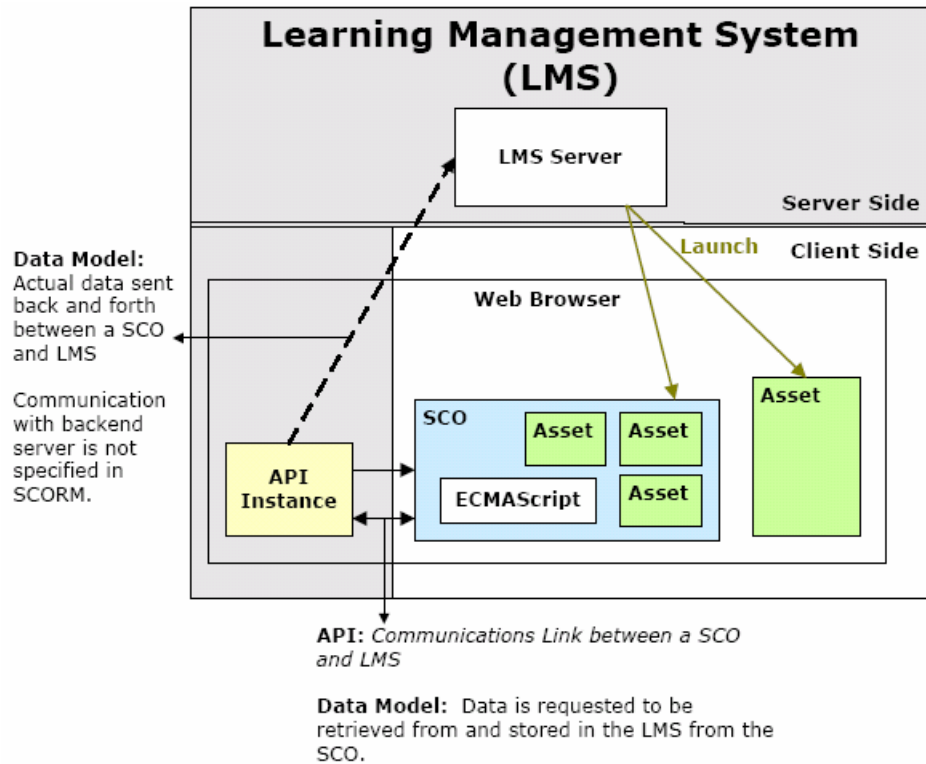 Learning Management System
(LMS)
LMS Server
Server Side
Launch
Client Side
Data Model:
Actual data sent
back and forth
between a SCO
and LMS
Communication
with backend
server is not
specified in
SCORM.
Web Browser
Asset
SCO
Asset
Asset
API
Instance
ECMAScript
Asset
API: Communications Link between a SCO
and LMS
Data Model:  Data is requested to be
retrieved from and stored in the LMS from the
SCO.